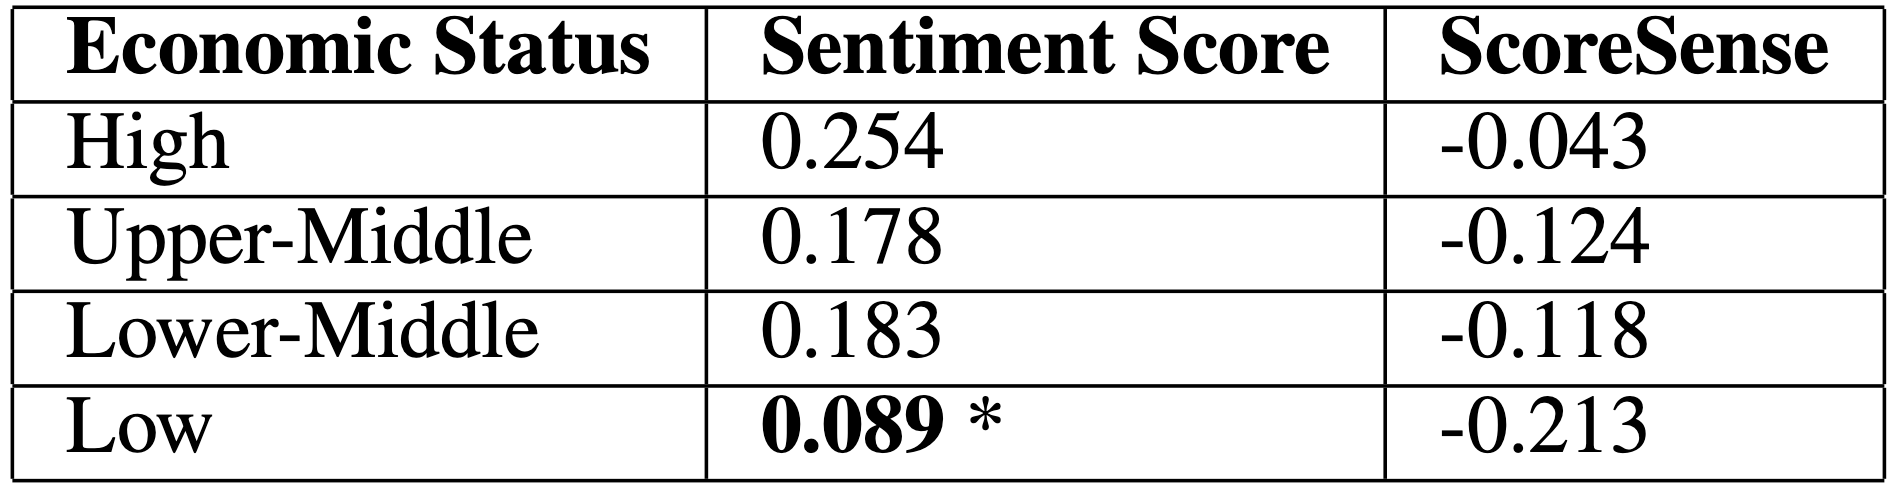 Economic Status Sentiment Score ScoreSense
High 0.254 -0.043
Upper-Middle 0.178 -0.124
Lower-Middle 0.183 -0.118
Low 0.089 * -0.213